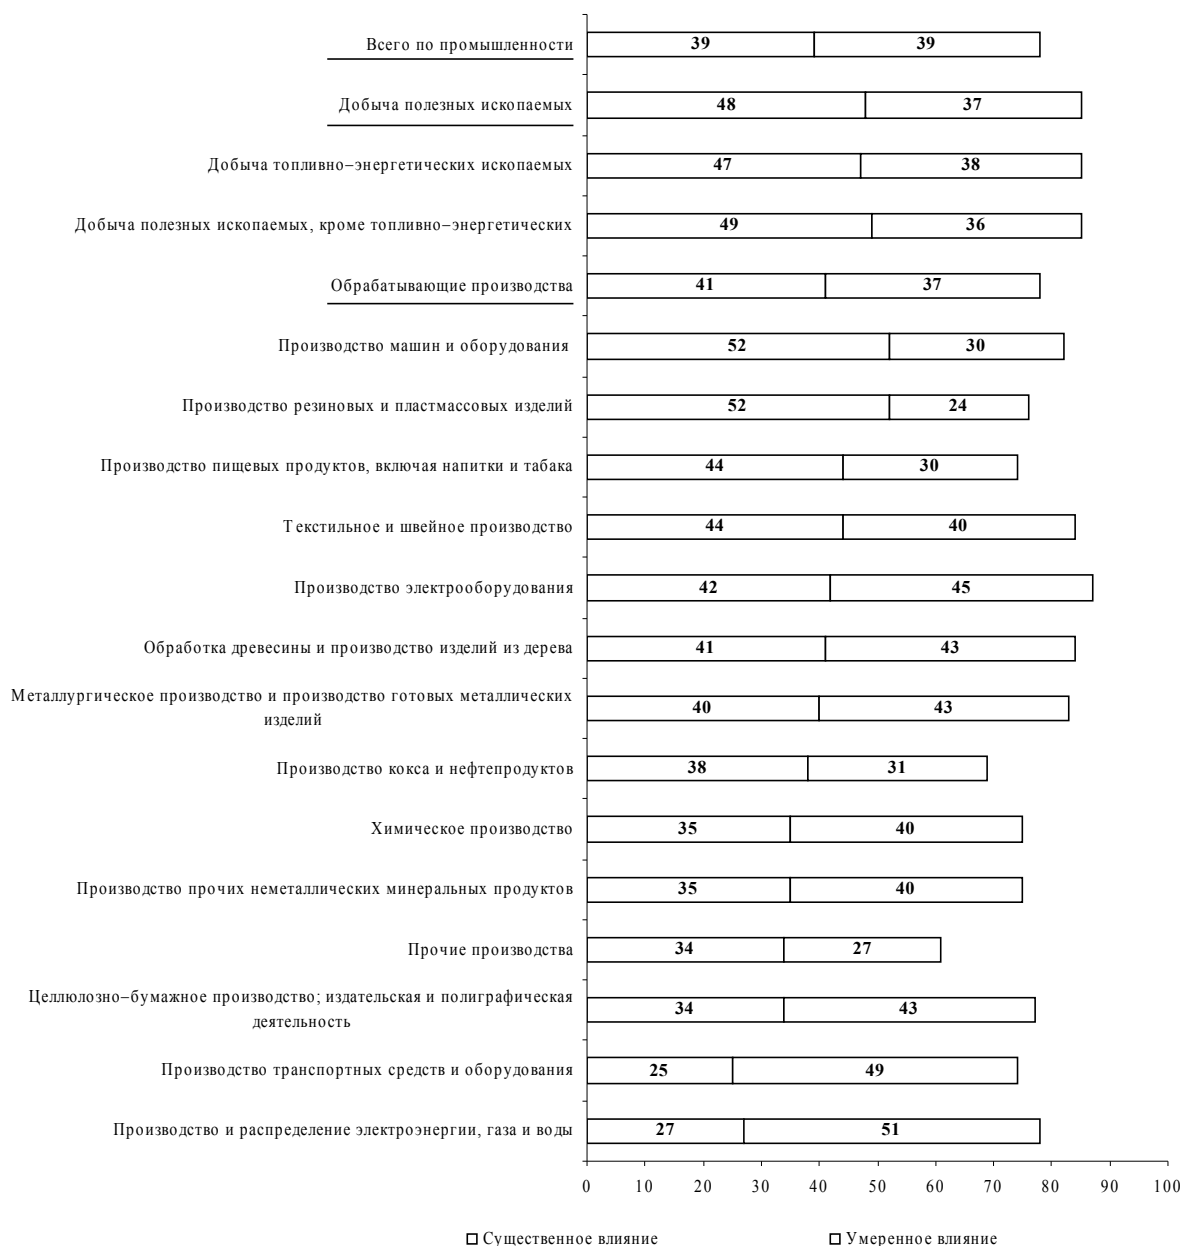 Всего по промышленности 39 39
Добыча полезных ископаемых 48 37
Добыча топливно–энергетических ископаемых 47 38
Добыча полезных ископаемых, кроме топливно–энергетических 49 36
Обрабатывающие производства 41 37
Производство машин и оборудования 52 30
Производство резиновых и пластмассовых изделий 52 24
Производство пищевых продуктов, включая напитки и табака 44 30
Текстильное и швейное производство 44 40
Производство электрооборудования 42 45
Обработка древесины и производство изделий из дерева 41 43
Металлургическое производство и производство готовых металлических
изделий 40 43
Производство кокса и нефтепродуктов 38 31
Химическое производство 35 40
Производство прочих неметаллических минеральных продуктов 35 40
Прочие производства 34 27
Целлюлозно–бумажное производство; издательская и полиграфическая
деятельность 34 43
Производство транспортных средств и оборудования 25 49
Производство и распределение электроэнергии, газа и воды 27 51
0 10 20 30 40 50 60 70 80 90 100
Существенное влияние Умеренное влияние